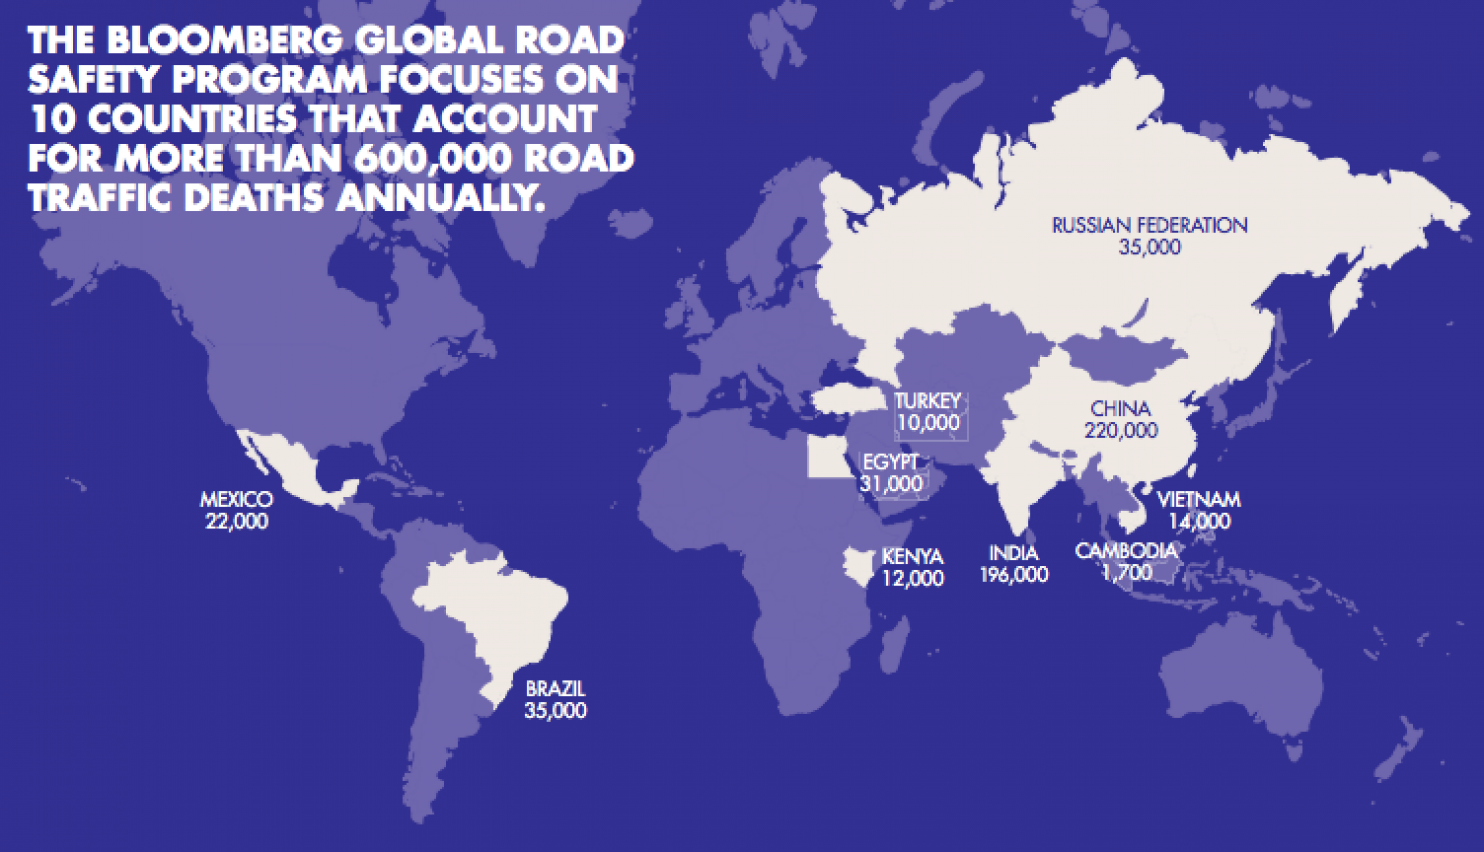 THE BLOOMBERG GLOBAL ROAD
SAFETY PROGRAM FOCUSES ON
10 COUNTRIES THAT ACCOUNT
FOR MORE THAN 600,000 ROAD
TRAFFIC DEATHS ANNUALLY.
RUSSIAN FEDERATION
35,000
TURKEY
10,000
CHINA
220,000
EGYPT
31,000
MEXICO
22,000
VIETNAM
14,000
KENYA
12,000
INDIA
196,000
CAMBODIA
1,700
BRAZIL
35,000